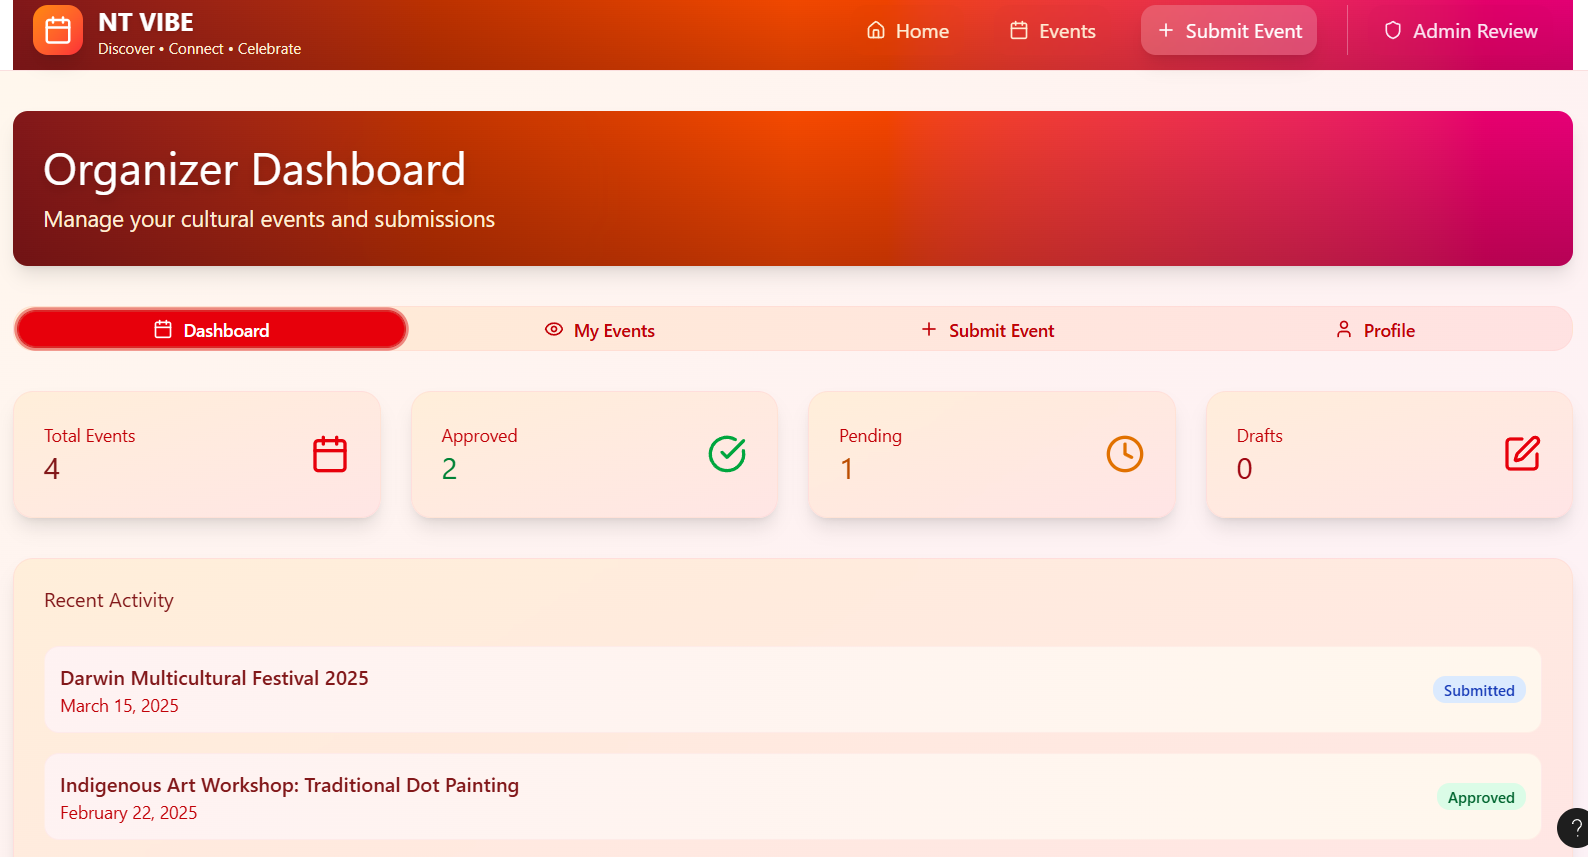 NT VIBE
Discover • Connect • Celebrate
Home
Events
Submit Event
Admin Review
Organizer Dashboard
Manage your cultural events and submissions
Dashboard
My Events
Submit Event
Profile
Total Events
4
Approved
2
Pending
1
Drafts
0
Recent Activity
Darwin Multicultural Festival 2025
March 15, 2025
Submitted
Indigenous Art Workshop: Traditional Dot Painting
February 22, 2025
Approved
?